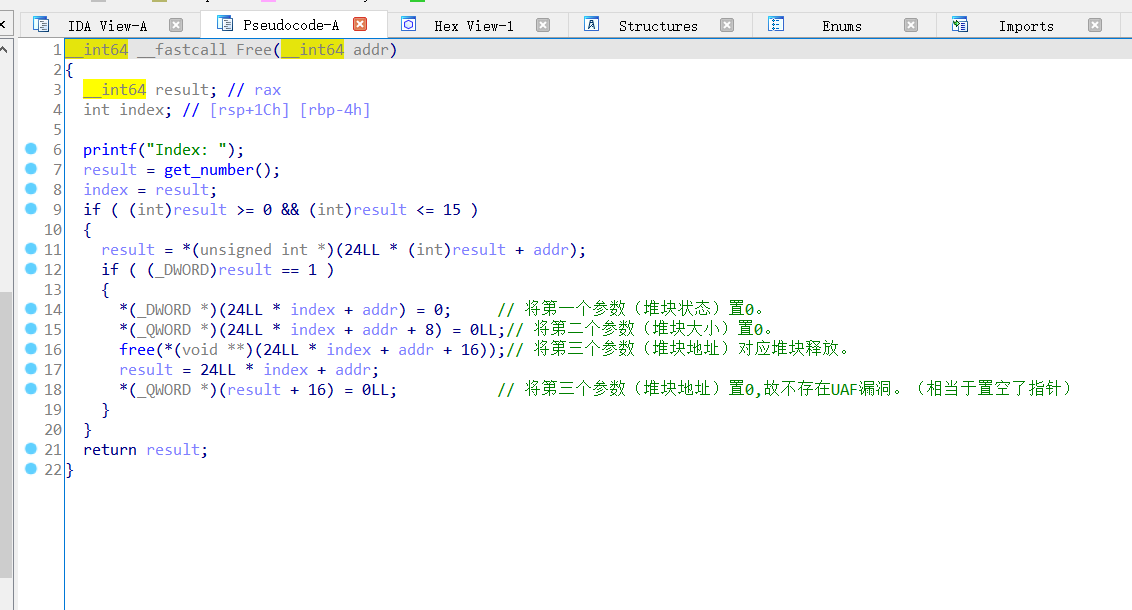 IDA View-A Pseudocode-A Hex View-1 Structures Enums Imports
1 __int64 __fastcall Free(__int64 addr)
2 {
3 __int64 result; // rax
4 int index; // [rsp+1Ch] [rbp-4h]
5
6 printf("Index: ");
7 result = get_number();
8 index = result;
9 if ( (int)result >= 0 && (int)result <= 15 )
10 {
11 result = *(unsigned int *)(24LL * (int)result + addr);
12 if ( (_DWORD)result == 1 )
13 {
14 *(_DWORD *)(24LL * index + addr) = 0; // 将第一个参数（堆块状态）置0。
15 *(_QWORD *)(24LL * index + addr + 8) = 0LL;// 将第二个参数（堆块大小）置0。
16 free(*(void **)(24LL * index + addr + 16));// 将第三个参数（堆块地址）对应堆块释放。
17 result = 24LL * index + addr;
18 *(_QWORD *)(result + 16) = 0LL; // 将第三个参数（堆块地址）置0,故不存在UAF漏洞。（相当于置空了指针）
19 }
20 }
21 return result;
22 }